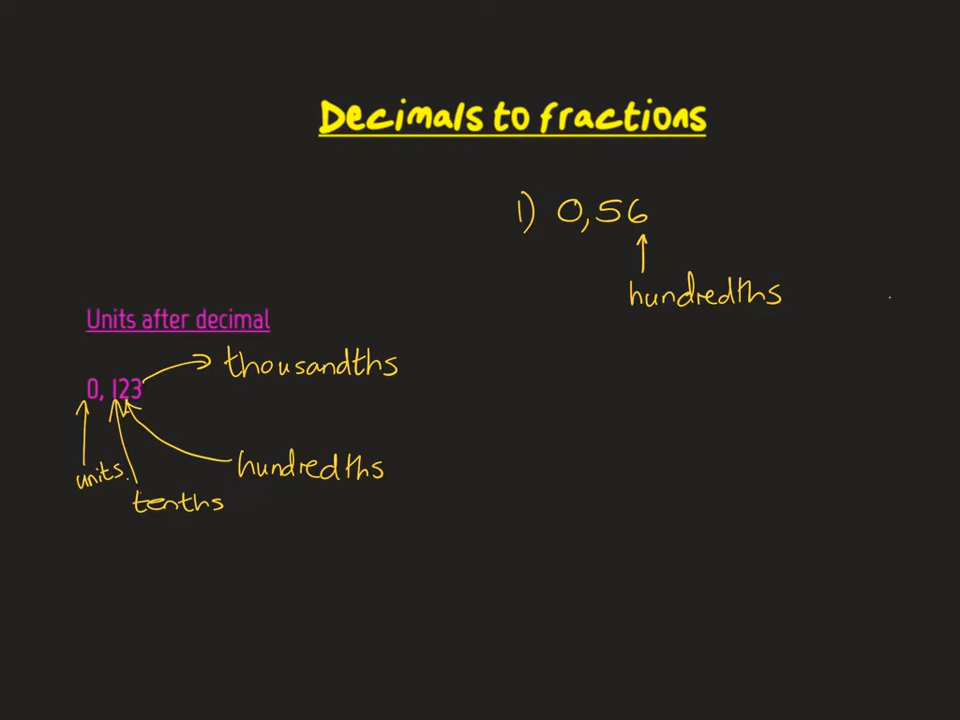 Decimals to fractions
1) 0,56
hundredths
Units after decimal
thousandths
0, 123
hundredths
units.
tenths